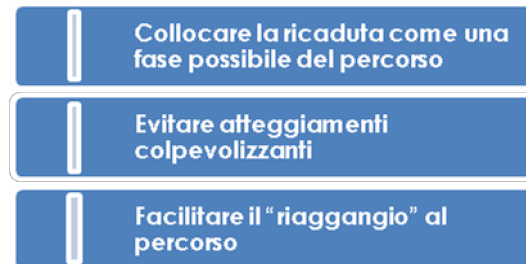 Collocare la ricaduta come una
fase possibile del percorso
Evitare atteggiamenti
colpevolizzanti
Facilitare il “riaggangio” al
percorso